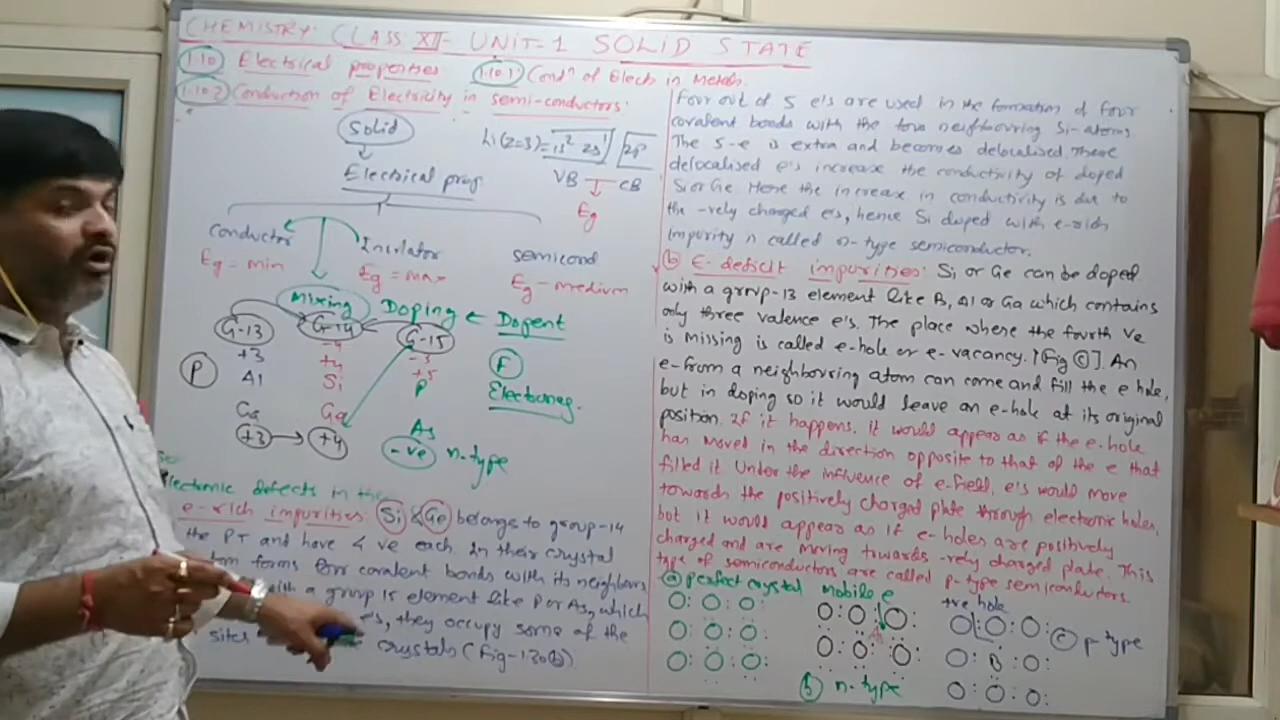 CHEMISTRY: CLASS XII- UNIT-1 SOLID STATE
1.10 Electrical properties 1.10.1 Condn of Elect. in Metals.
1.10.2 Conduction of Electricity in semi-conductors:
Solid
Li(Z=3)= 1s² 2s¹ 2p
Electrical prop
VB CB
Eg
conductor Insulator semicond
Eg - min Eg = max Eg - medium
Mixing Doping ← Dopent
G-13 G-14 G-15
+3 -4 -3
+4 +5
P Al Si P
F
Electroneg.
Ga Ge As
+3 → +4 -ve n-type
Electronic defects in the
e-rich impurities: Si & Ge belongs to group-14
the PT and have 4 ve each. In their crystal
forms four covalent bonds with its neighbours
with a group 15 element like P or As, which
e's, they occupy some of the
sites crystals (Fig-1.30(b))
Four out of 5 e's are used in the formation of four
covalent bonds with the four neighbouring Si-atoms.
The 5-e is extra and becomes delocalised. These
delocalised e's increase the conductivity of doped
Si or Ge. Here the increase in conductivity is due to
the -vely charged e's, hence Si doped with e-rich
impurity is called n-type semiconductor.
(b) E-deficit impurities: Si or Ge can be doped
with a group-13 element like B, Al or Ga which contains
only three valence e's. The place where the fourth ve
is missing is called e-hole or e-vacancy. [Fig (c)]. An
e-from a neighbouring atom can come and fill the e hole,
but in doping so it would leave an e-hole at its original
position. If it happens, it would appear as if the e-hole
has moved in the direction opposite to that of the e that
filled it. Under the influence of e-field, e's would move
towards the positively charged plate through electronic holes,
but it would appear as if e-holes are positively
charged and are moving towards -vely charged plate. This
type of semiconductors are called p-type semiconductors.
(a) perfect crystal mobile e +ve hole
As
B
(b) n-type (c) p-type